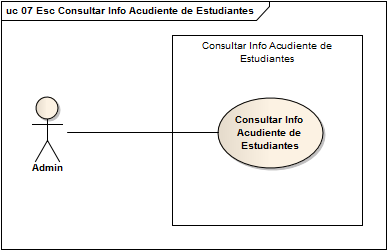 uc 07 Esc Consultar Info Acudiente de Estudiantes
Consultar Info Acudiente de
Estudiantes
Consultar Info
Acudiente de
Estudiantes
Admin